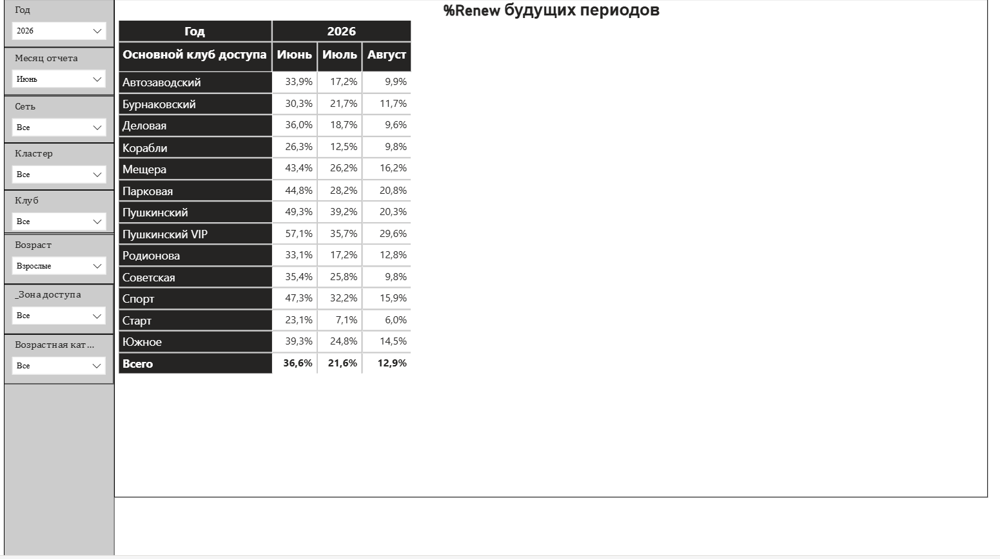 %Renew будущих периодов
Год
2026
Месяц отчета
Июнь
Сеть
Все
Кластер
Все
Клуб
Все
Возраст
Взрослые
_Зона доступа
Все
Возрастная кат...
Все
Год 2026
Основной клуб доступа Июнь Июль Август
Автозаводский 33,9% 17,2% 9,9%
Бурнаковский 30,3% 21,7% 11,7%
Деловая 36,0% 18,7% 9,6%
Корабли 26,3% 12,5% 9,8%
Мещера 43,4% 26,2% 16,2%
Парковая 44,8% 28,2% 20,8%
Пушкинский 49,3% 39,2% 20,3%
Пушкинский VIP 57,1% 35,7% 29,6%
Родионова 33,1% 17,2% 12,8%
Советская 35,4% 25,8% 9,8%
Спорт 47,3% 32,2% 15,9%
Старт 23,1% 7,1% 6,0%
Южное 39,3% 24,8% 14,5%
Всего 36,6% 21,6% 12,9%